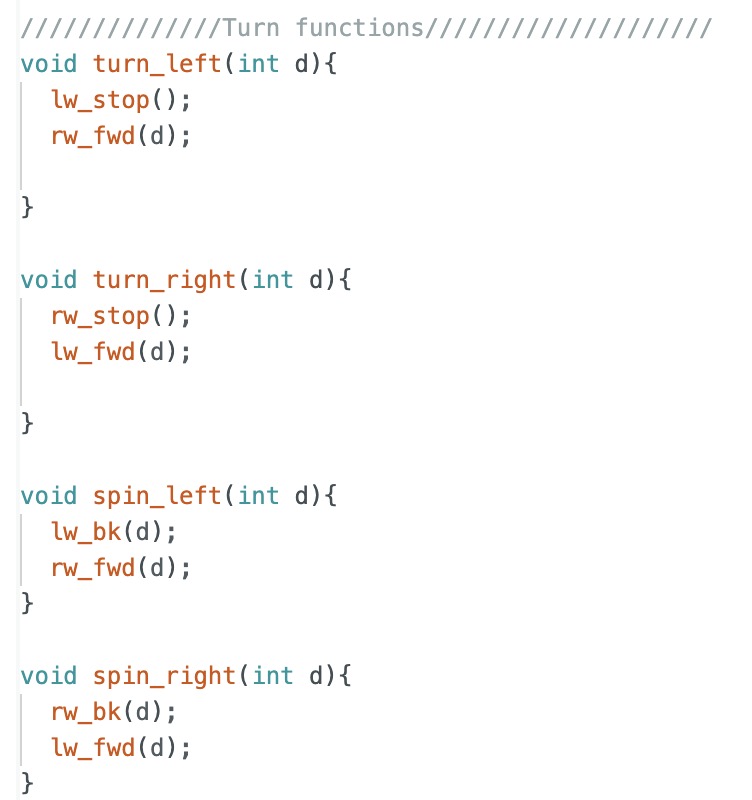 //////////////Turn functions////////////////////
void turn_left(int d){
  lw_stop();
  rw_fwd(d);

}

void turn_right(int d){
  rw_stop();
  lw_fwd(d);

}

void spin_left(int d){
  lw_bk(d);
  rw_fwd(d);
}

void spin_right(int d){
  rw_bk(d);
  lw_fwd(d);
}